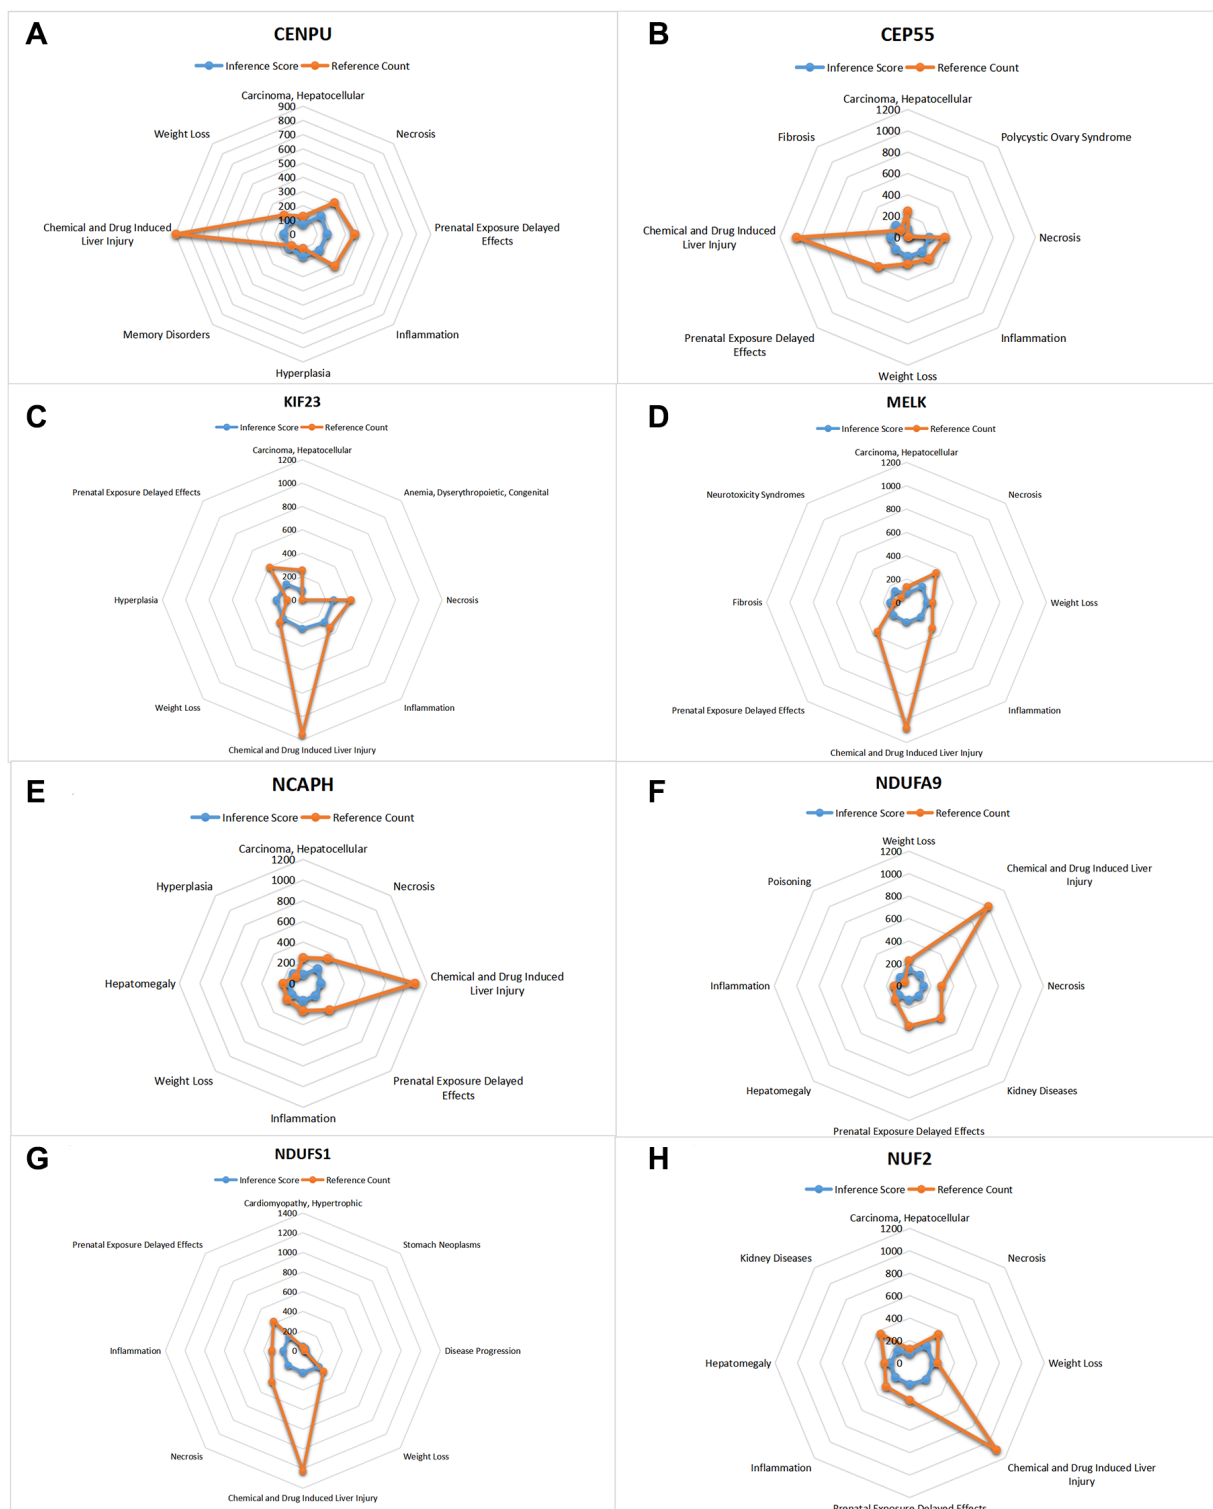 A
CENPU
Inference Score
Reference Count
Carcinoma, Hepatocellular
900
800
700
600
500
400
300
200
100
0
Necrosis
Prenatal Exposure Delayed
Effects
Inflammation
Hyperplasia
Memory Disorders
Chemical and Drug Induced
Liver Injury
Weight Loss
B
CEP55
Inference Score
Reference Count
Carcinoma, Hepatocellular
1200
1000
800
600
400
200
0
Polycystic Ovary Syndrome
Necrosis
Inflammation
Weight Loss
Prenatal Exposure Delayed
Effects
Chemical and Drug Induced
Liver Injury
Fibrosis
C
KIF23
Inference Score
Reference Count
Carcinoma, Hepatocellular
1200
1000
800
600
400
200
0
Anemia, Dyserythropoietic, Congenital
Necrosis
Inflammation
Chemical and Drug Induced Liver Injury
Weight Loss
Hyperplasia
Prenatal Exposure Delayed Effects
D
MELK
Inference Score
Reference Count
Carcinoma, Hepatocellular
1200
1000
800
600
400
200
0
Necrosis
Weight Loss
Inflammation
Chemical and Drug Induced Liver Injury
Prenatal Exposure Delayed Effects
Fibrosis
Neurotoxicity Syndromes
E
NCAPH
Inference Score
Reference Count
Carcinoma, Hepatocellular
1200
1000
800
600
400
200
0
Necrosis
Chemical and Drug Induced
Liver Injury
Prenatal Exposure Delayed
Effects
Inflammation
Weight Loss
Hepatomegaly
Hyperplasia
F
NDUFA9
Inference Score
Reference Count
Weight Loss
1200
1000
800
600
400
200
0
Chemical and Drug Induced Liver
Injury
Necrosis
Kidney Diseases
Prenatal Exposure Delayed Effects
Hepatomegaly
Inflammation
Poisoning
G
NDUFS1
Inference Score
Reference Count
Cardiomyopathy, Hypertrophic
1400
1200
1000
800
600
400
200
0
Stomach Neoplasms
Disease Progression
Weight Loss
Chemical and Drug Induced Liver Injury
Necrosis
Inflammation
Prenatal Exposure Delayed Effects
H
NUF2
Inference Score
Reference Count
Carcinoma, Hepatocellular
1200
1000
800
600
400
200
0
Necrosis
Weight Loss
Chemical and Drug Induced Liver
Injury
Prenatal Exposure Delayed Effects
Inflammation
Hepatomegaly
Kidney Diseases